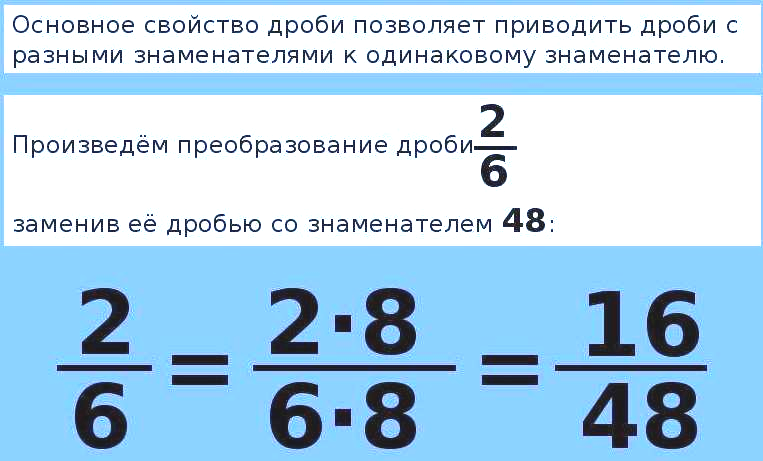 Основное свойство дроби позволяет приводить дроби с
разными знаменателями к одинаковому знаменателю.
Произведём преобразование дроби 2/6
заменив её дробью со знаменателем 48:
2/6 = 2·8/6·8 = 16/48